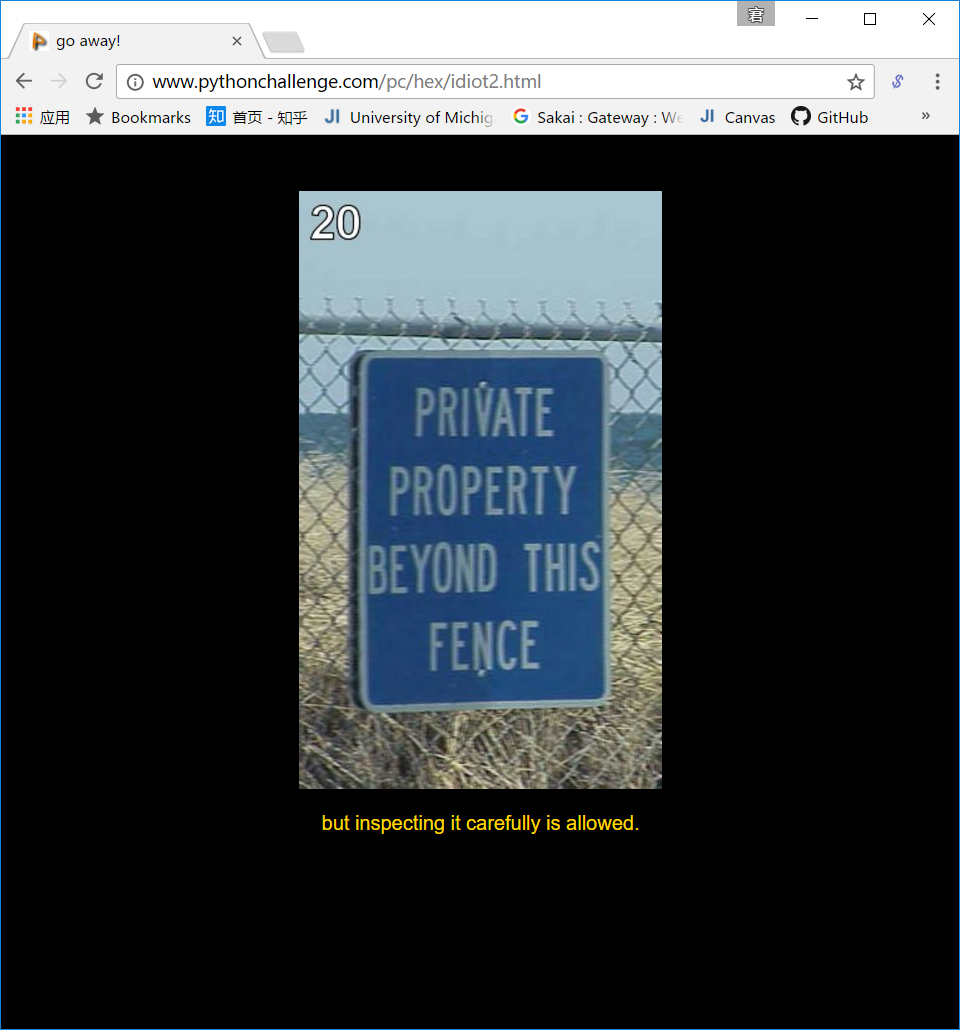 窘
go away!
www.pythonchallenge.com/pc/hex/idiot2.html
应用 Bookmarks 知 首页 - 知乎 JI University of Michig G Sakai : Gateway : We JI Canvas GitHub »
20
PRIVATE
PROPERTY
BEYOND THIS
FENCE
but inspecting it carefully is allowed.